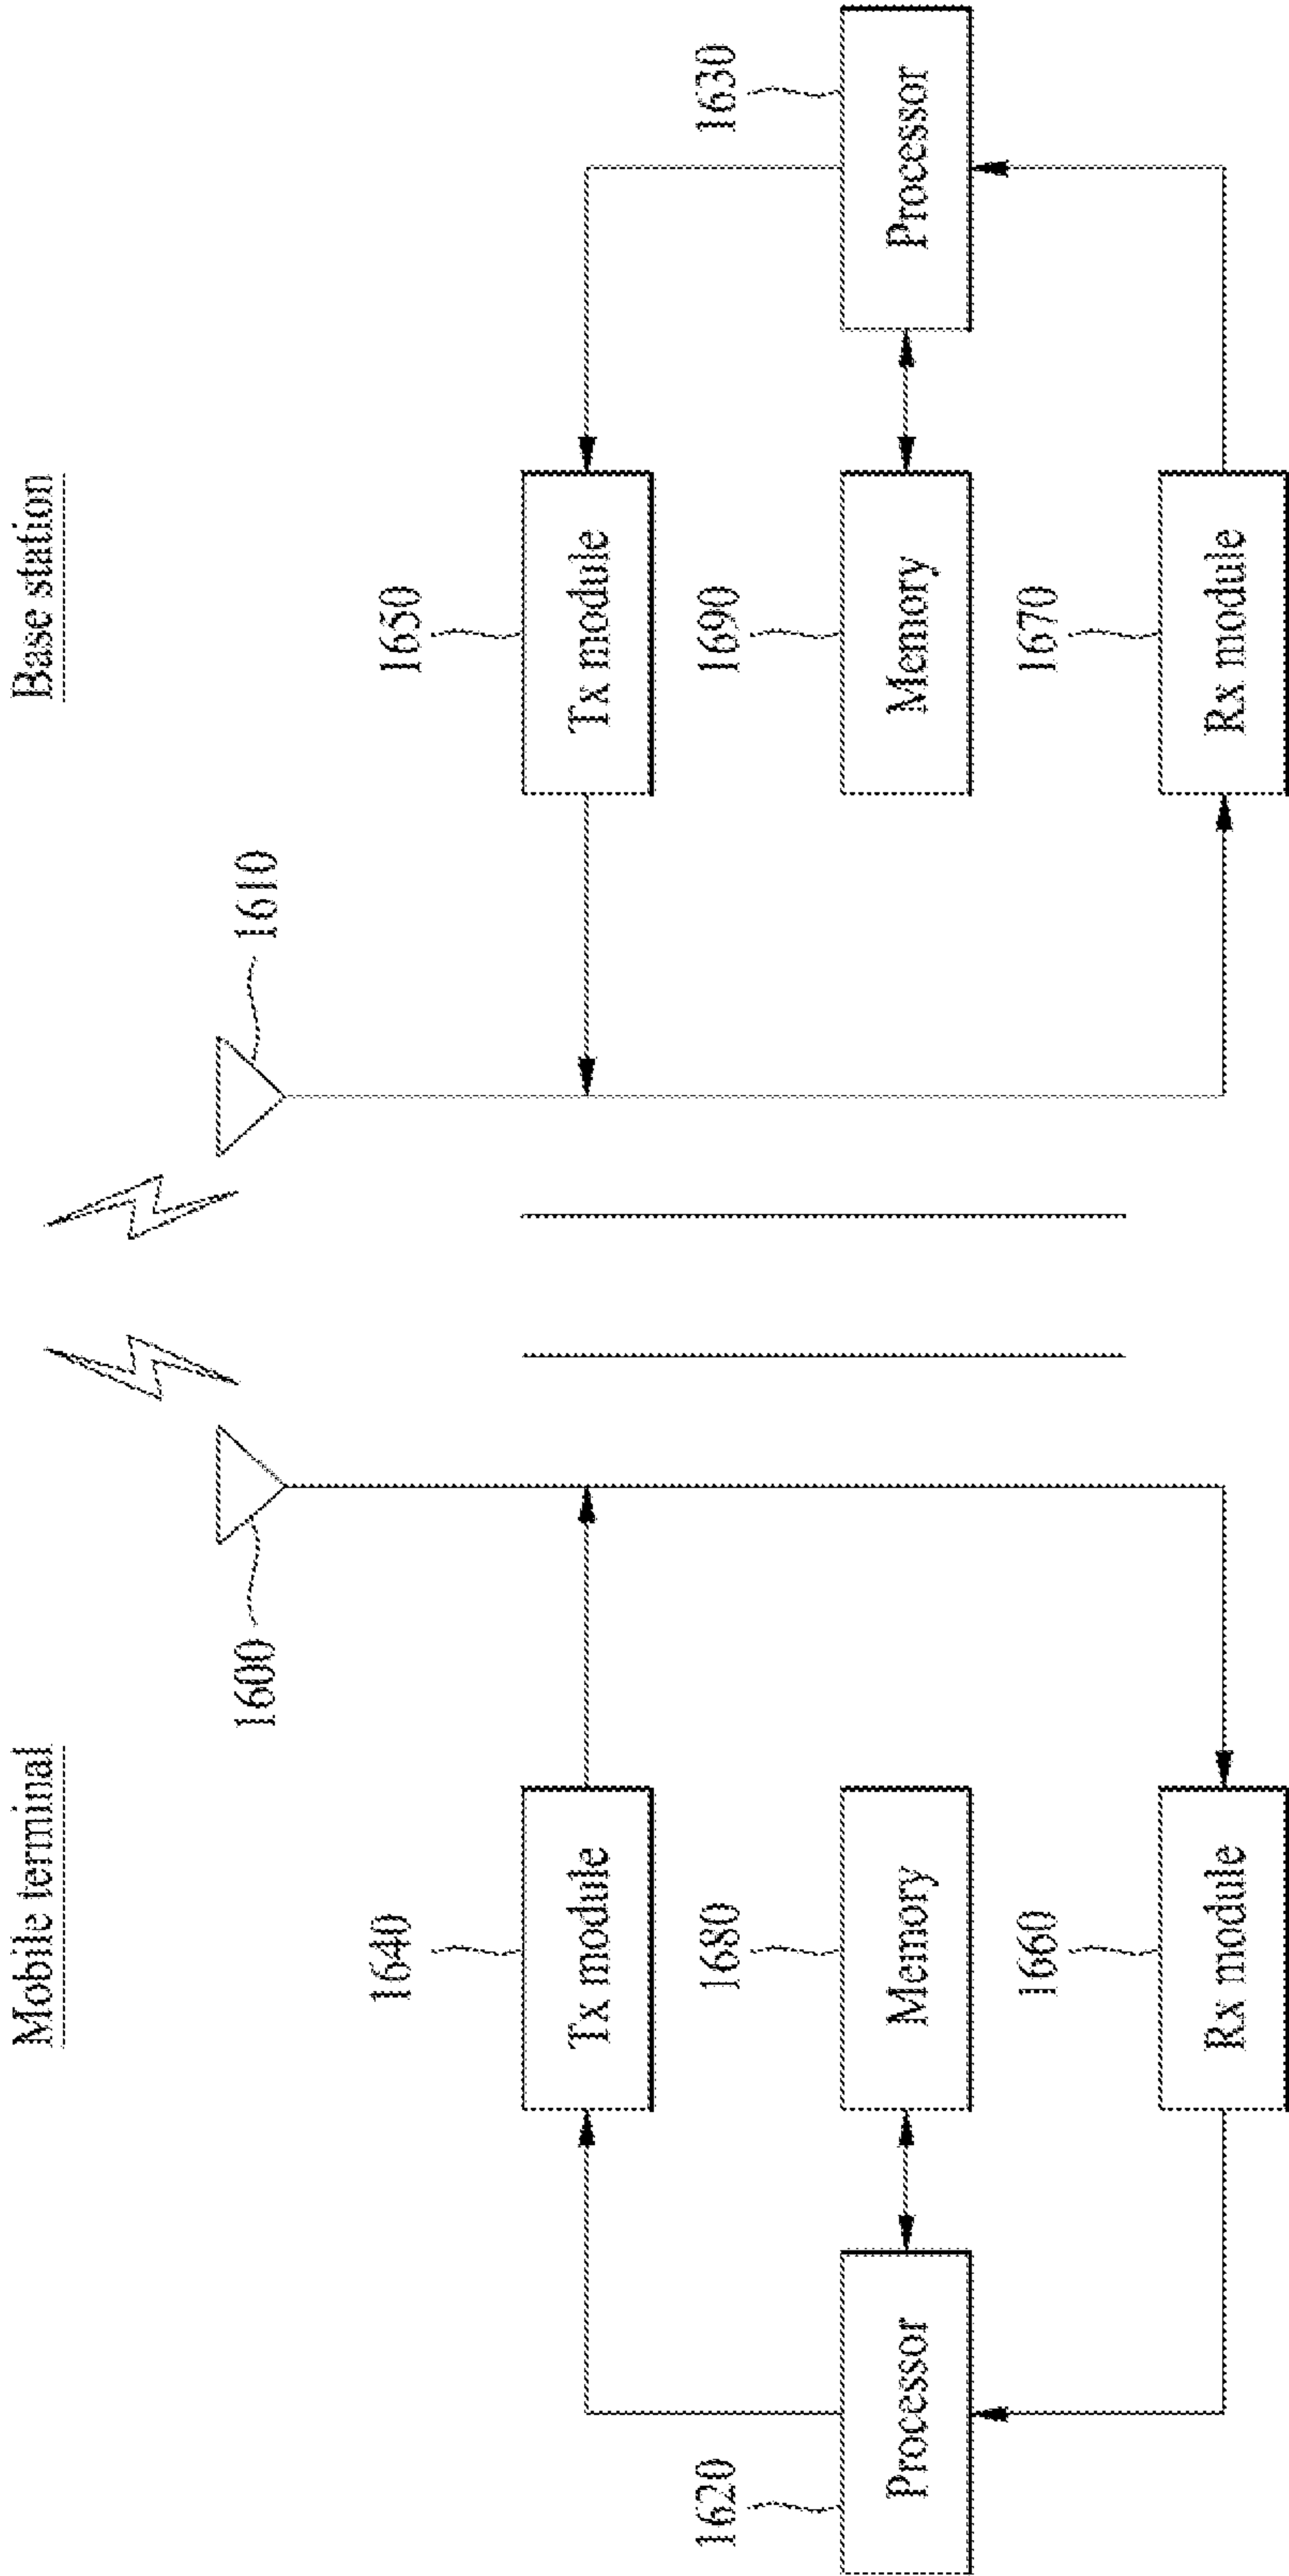 Mobile terminal
Base station
1600
1610
1640
Tx module
1650
Tx module
1620
Processor
1680
Memory
1690
Memory
1630
Processor
1660
Rx module
1670
Rx module